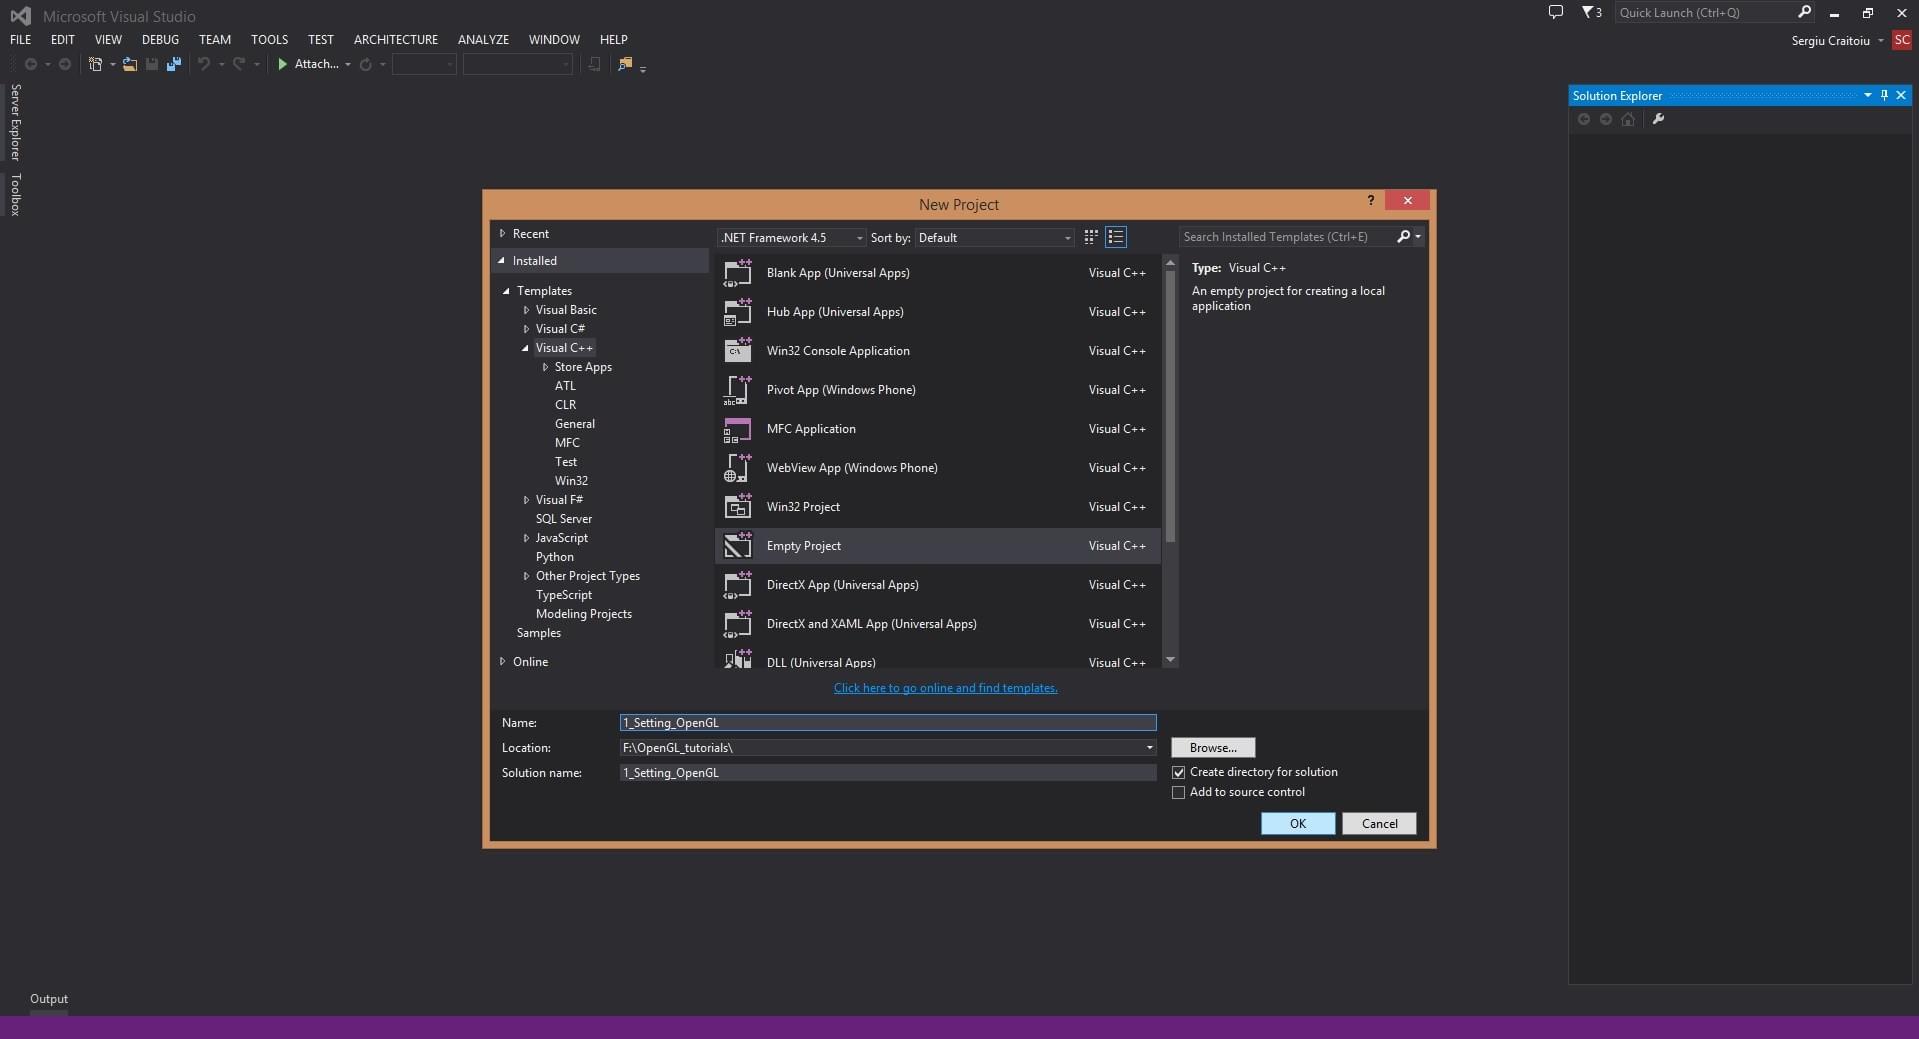 Microsoft Visual Studio
3
Quick Launch (Ctrl+Q)
FILE EDIT VIEW DEBUG TEAM TOOLS TEST ARCHITECTURE ANALYZE WINDOW HELP
Sergiu Craitoiu SC
Attach...
Server Explorer
Toolbox
Solution Explorer
New Project
?
Recent
Installed
Templates
Visual Basic
Visual C#
Visual C++
Store Apps
ATL
CLR
General
MFC
Test
Win32
Visual F#
SQL Server
JavaScript
Python
Other Project Types
TypeScript
Modeling Projects
Samples
Online
.NET Framework 4.5 Sort by: Default
Search Installed Templates (Ctrl+E)
Blank App (Universal Apps) Visual C++
Hub App (Universal Apps) Visual C++
Win32 Console Application Visual C++
Pivot App (Windows Phone) Visual C++
MFC Application Visual C++
WebView App (Windows Phone) Visual C++
Win32 Project Visual C++
Empty Project Visual C++
DirectX App (Universal Apps) Visual C++
DirectX and XAML App (Universal Apps) Visual C++
DLL (Universal Apps) Visual C++
Type: Visual C++
An empty project for creating a local
application
Click here to go online and find templates.
Name: 1_Setting_OpenGL
Location: F:\OpenGL_tutorials\
Browse...
Solution name: 1_Setting_OpenGL
Create directory for solution
Add to source control
OK Cancel
Output